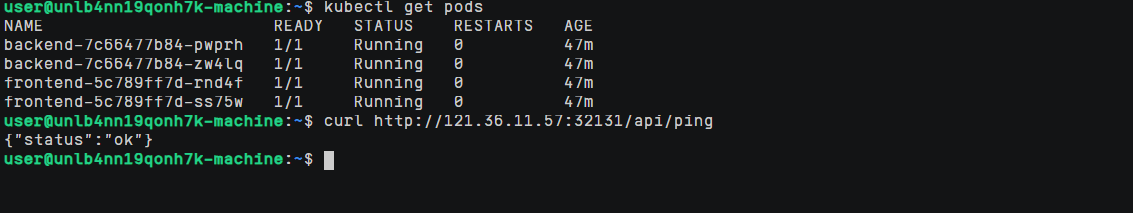 user@unlb4nn19qonh7k-machine:~$ kubectl get pods
NAME                       READY   STATUS    RESTARTS   AGE
backend-7c66477b84-pwprh   1/1     Running   0          47m
backend-7c66477b84-zw4lq   1/1     Running   0          47m
frontend-5c789ff7d-rnd4f   1/1     Running   0          47m
frontend-5c789ff7d-ss75w   1/1     Running   0          47m
user@unlb4nn19qonh7k-machine:~$ curl http://121.36.11.57:32131/api/ping
{"status":"ok"}
user@unlb4nn19qonh7k-machine:~$